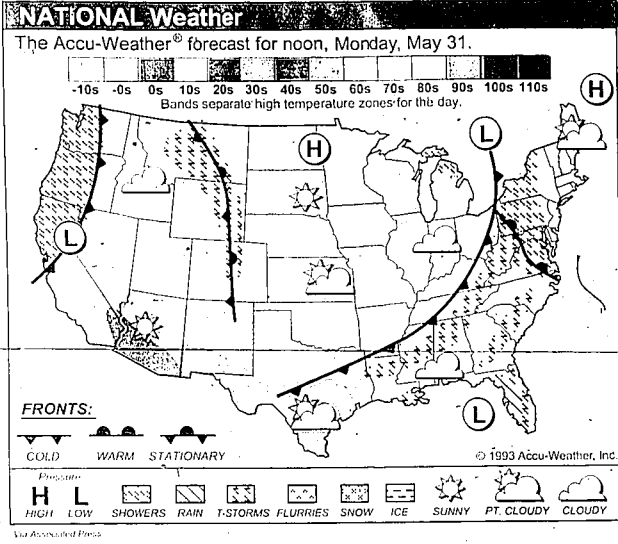 NATIONAL Weather
The Accu-Weather® forecast for noon, Monday, May 31.
-10s -0s 0s 10s 20s 30s 40s 50s 60s 70s 80s 90s 100s 110s
Bands separate high temperature zones for the day.
H
L
H
L
L
FRONTS:
COLD WARM STATIONARY
© 1993 Accu-Weather, Inc.
Pressure
H L
HIGH LOW SHOWERS RAIN T-STORMS FLURRIES SNOW ICE SUNNY PT. CLOUDY CLOUDY
Via Associated Press